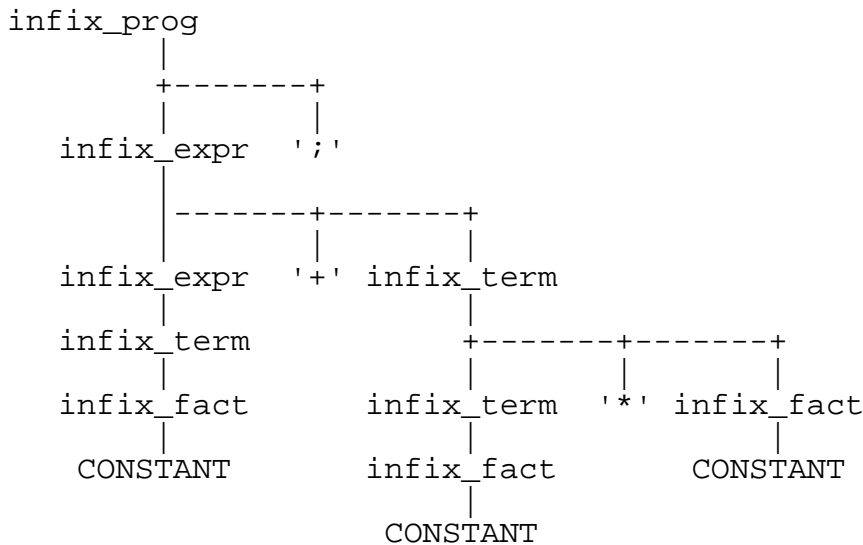 infix_prog
|
+-------+
| |
infix_expr ';'
|
|-------+-------+
| | |
infix_expr '+' infix_term
| |
infix_term +-------+-------+
| | | |
infix_fact infix_term '*' infix_fact
| | |
CONSTANT infix_fact CONSTANT
|
CONSTANT